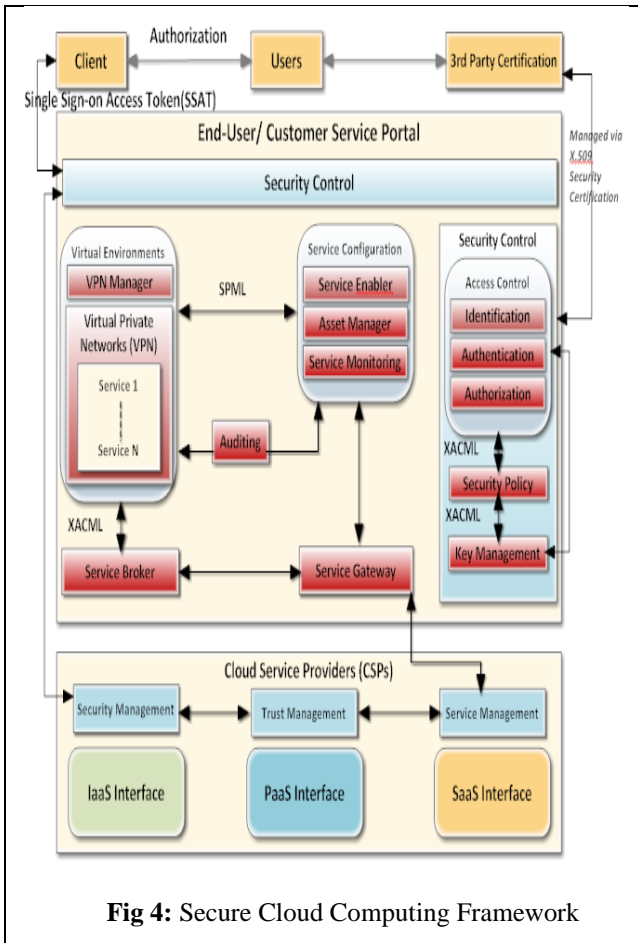 Authorization
Client
Users
3rd Party Certification
Single Sign-on Access Token(SSAT)
End-User/ Customer Service Portal
Managed via
X.509
Security
Certification
Security Control
Virtual Environments
VPN Manager
Virtual Private
Networks (VPN)
Service 1
Service N
SPML
Auditing
Service Configuration
Service Enabler
Asset Manager
Service Monitoring
Security Control
Access Control
Identification
Authentication
Authorization
XACML
Security Policy
XACML
Key Management
XACML
Service Broker
Service Gateway
Cloud Service Providers (CSPs)
Security Management
Trust Management
Service Management
IaaS Interface
PaaS Interface
SaaS Interface
Fig 4: Secure Cloud Computing Framework